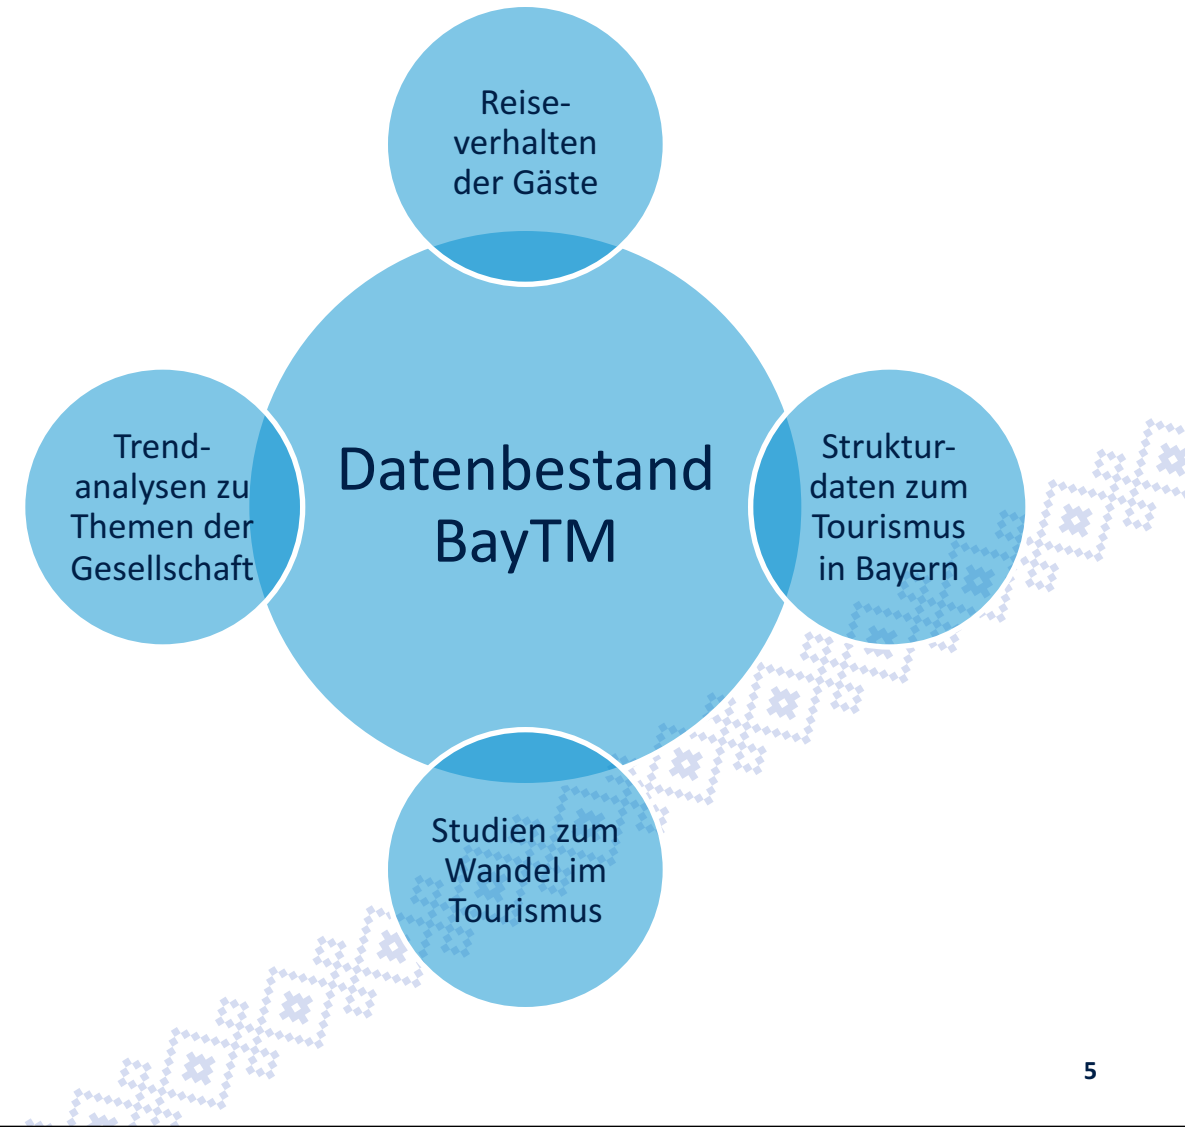 Reise-
verhalten
der Gäste
Trend-
analysen zu
Themen der
Gesellschaft
Datenbestand
BayTM
Struktur-
daten zum
Tourismus
in Bayern
Studien zum
Wandel im
Tourismus
5